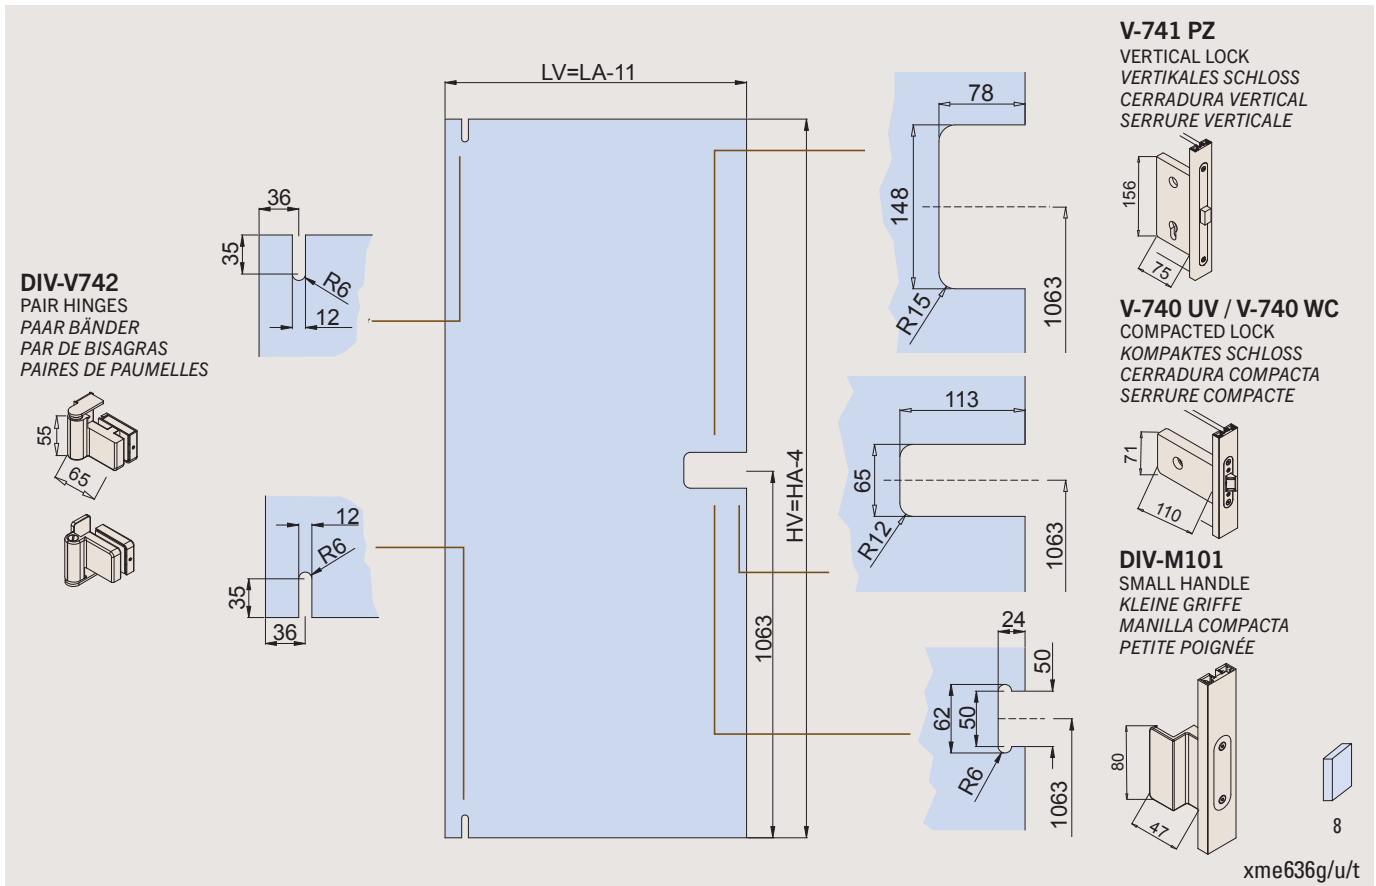 LV=LA-11
HV=HA-4
1063
DIV-V742
PAIR HINGES
PAAR BÄNDER
PAR DE BISAGRAS
PAIRES DE PAUMELLES
55
65
36
35
R6
12
12
R6
35
36
78
148
R15
1063
113
65
R12
1063
24
50
62
50
R6
1063
V-741 PZ
VERTICAL LOCK
VERTIKALES SCHLOSS
CERRADURA VERTICAL
SERRURE VERTICALE
156
75
V-740 UV / V-740 WC
COMPACTED LOCK
KOMPAKTES SCHLOSS
CERRADURA COMPACTA
SERRURE COMPACTE
71
110
DIV-M101
SMALL HANDLE
KLEINE GRIFFE
MANILLA COMPACTA
PETITE POIGNÉE
80
47
8
xme636g/u/t